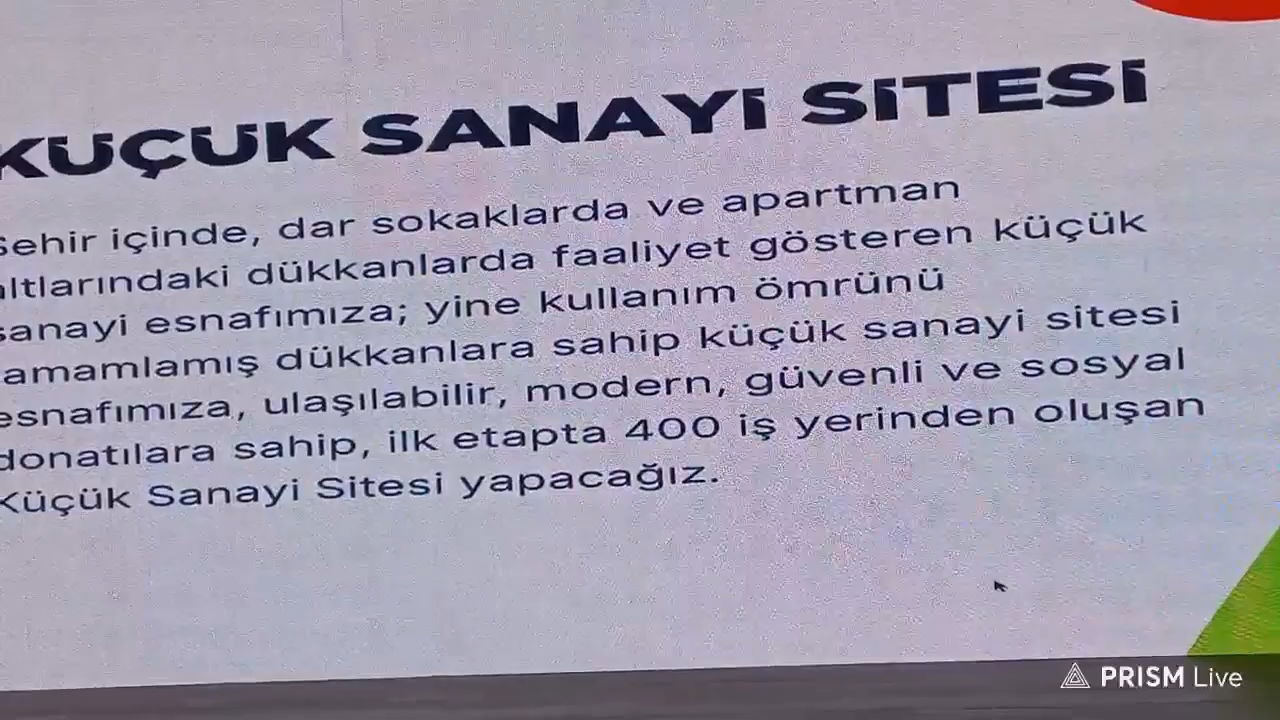 KÜÇÜK SANAYİ SİTESİ
Şehir içinde, dar sokaklarda ve apartman
altlarındaki dükkanlarda faaliyet gösteren küçük
sanayi esnafımıza; yine kullanım ömrünü
tamamlamış dükkanlara sahip küçük sanayi sitesi
esnafımıza, ulaşılabilir, modern, güvenli ve sosyal
donatılara sahip, ilk etapta 400 iş yerinden oluşan
Küçük Sanayi Sitesi yapacağız.
PRISM Live